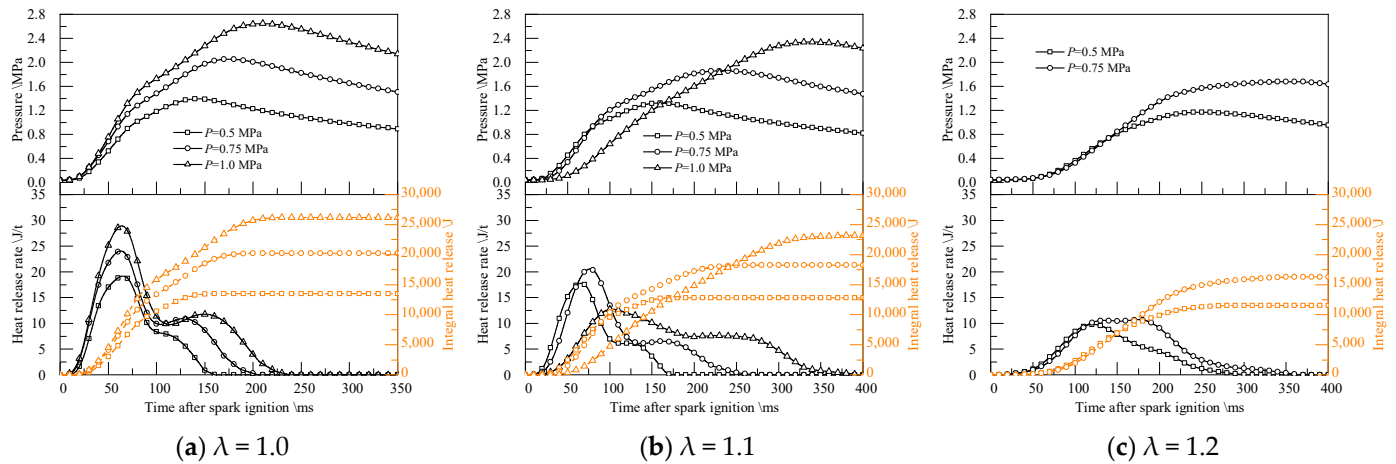 2.8
2.4
2.0
1.6
1.2
0.8
0.4
0.0
Pressure \MPa
P=0.5 MPa
P=0.75 MPa
P=1.0 MPa
35
30
25
20
15
10
5
0
Heat release rate \J/t
30,000
25,000
20,000
15,000
10,000
5,000
0
Integral heat release \J
0 50 100 150 200 250 300 350
Time after spark ignition \ms
(a) λ = 1.0
2.8
2.4
2.0
1.6
1.2
0.8
0.4
0.0
Pressure \MPa
P=0.5 MPa
P=0.75 MPa
P=1.0 MPa
35
30
25
20
15
10
5
0
Heat release rate \J/t
30,000
25,000
20,000
15,000
10,000
5,000
0
Integral heat release \J
0 50 100 150 200 250 300 350 400
Time after spark ignition \ms
(b) λ = 1.1
2.8
2.4
2.0
1.6
1.2
0.8
0.4
0.0
Pressure \MPa
P=0.5 MPa
P=0.75 MPa
35
30
25
20
15
10
5
0
Heat release rate \J/t
30,000
25,000
20,000
15,000
10,000
5,000
0
Integral heat release \J
0 50 100 150 200 250 300 350 400
Time after spark ignition \ms
(c) λ = 1.2